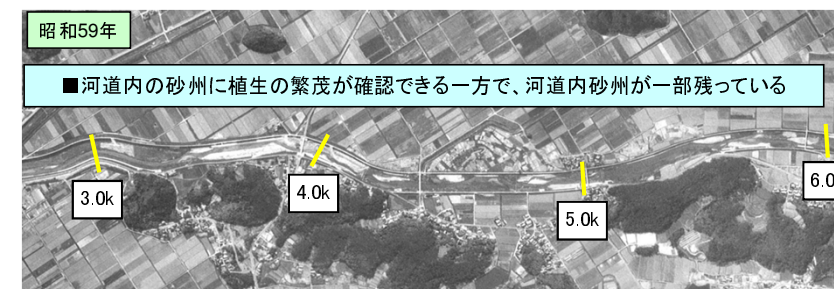 昭和59年
■河道内の砂州に植生の繁茂が確認できる一方で、河道内砂州が一部残っている
3.0k
4.0k
5.0k
6.0